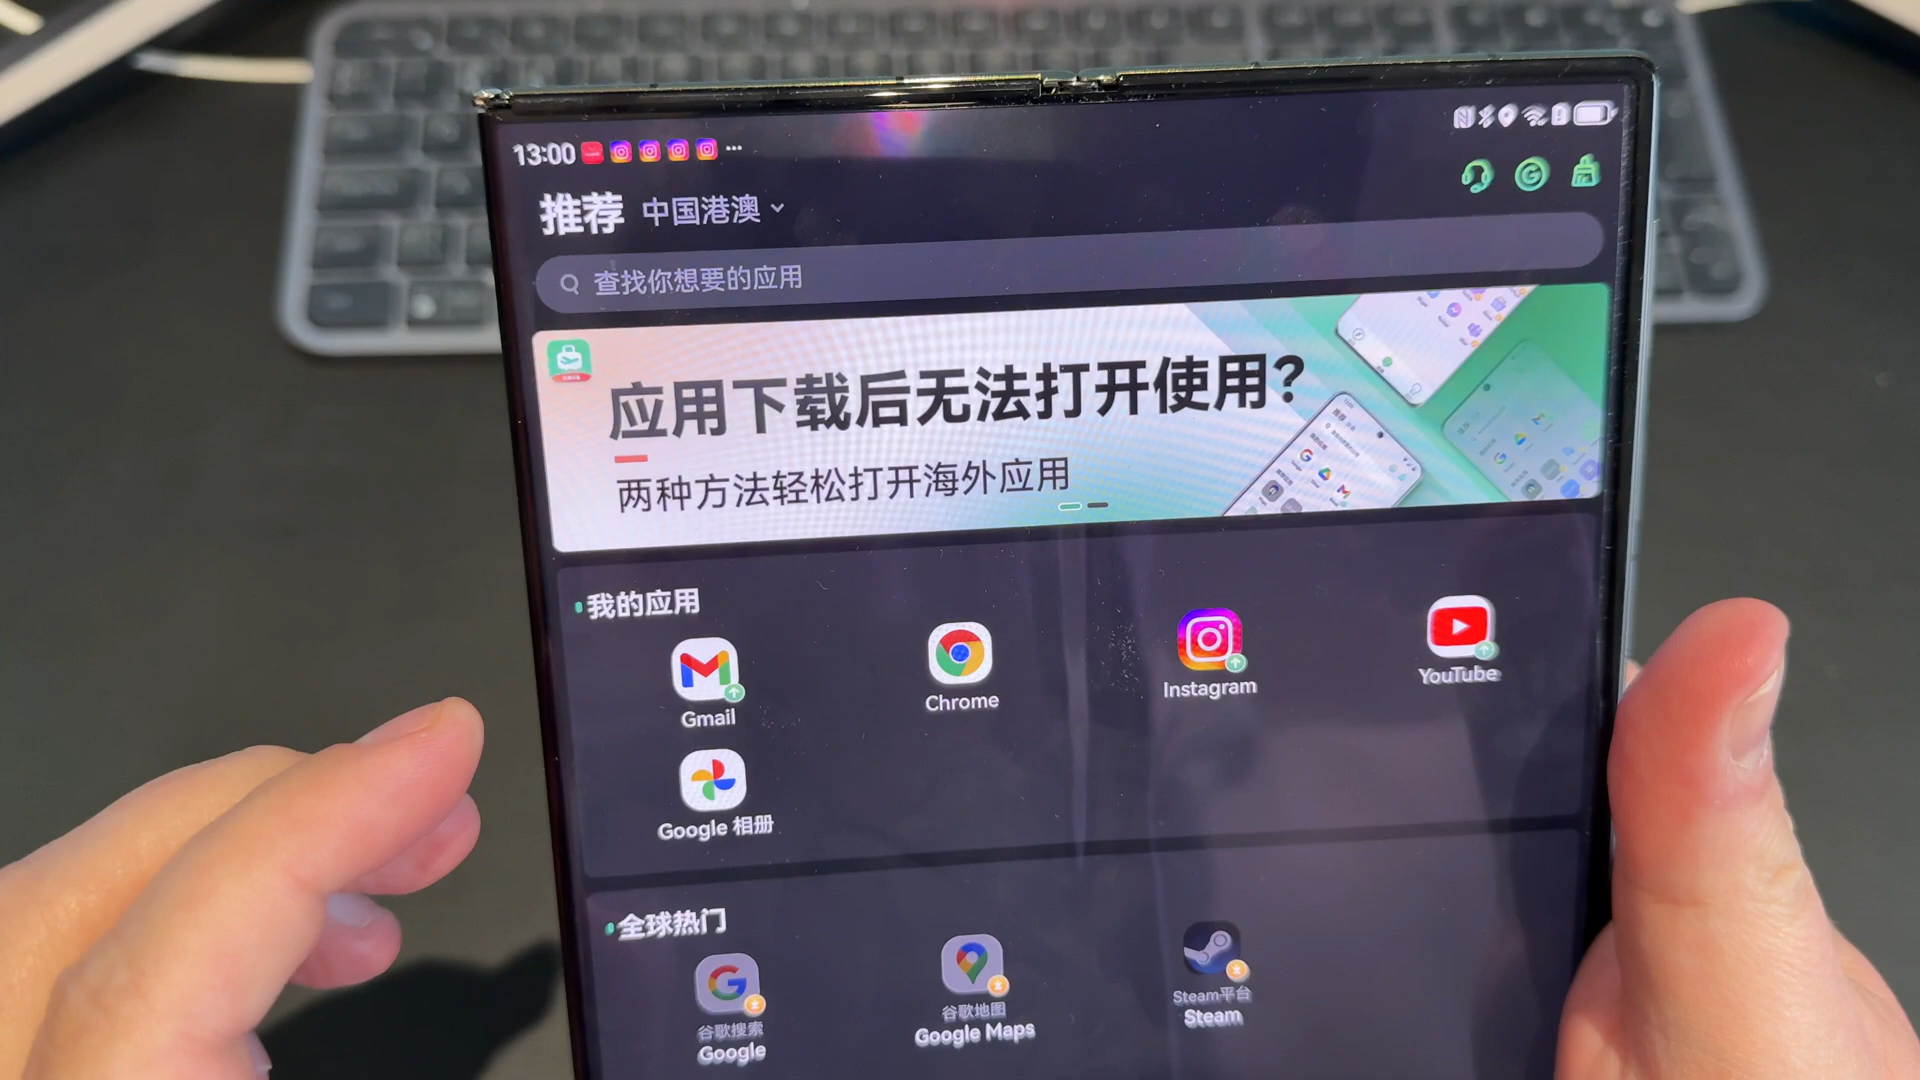 13:00
推荐 中国港澳
查找你想要的应用
应用下载后无法打开使用?
两种方法轻松打开海外应用
我的应用
Gmail
Chrome
Instagram
YouTube
Google 相册
全球热门
谷歌搜索
Google
谷歌地图
Google Maps
Steam平台
Steam